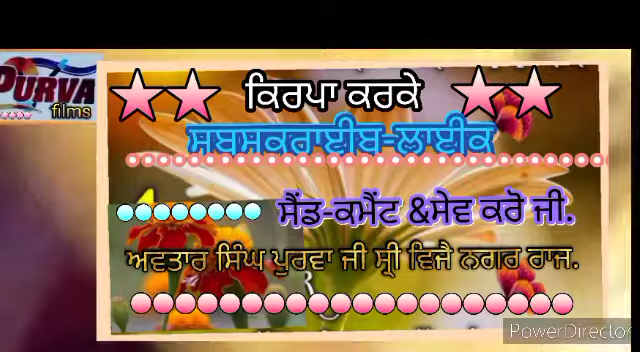 PURVA
films
ਕਿਰਪਾ ਕਰਕੇ
ਸਬਸਕਰਾਈਬ-ਲਾਈਕ
ਸੈਂਡ-ਕਮੈਂਟ &ਸੇਵ ਕਰੋ ਜੀ.
ਅਵਤਾਰ ਸਿੰਘ ਪੁਰਵਾ ਜੀ ਸ੍ਰੀ ਵਿਜੈ ਨਗਰ ਰਾਜ.
PowerDirector